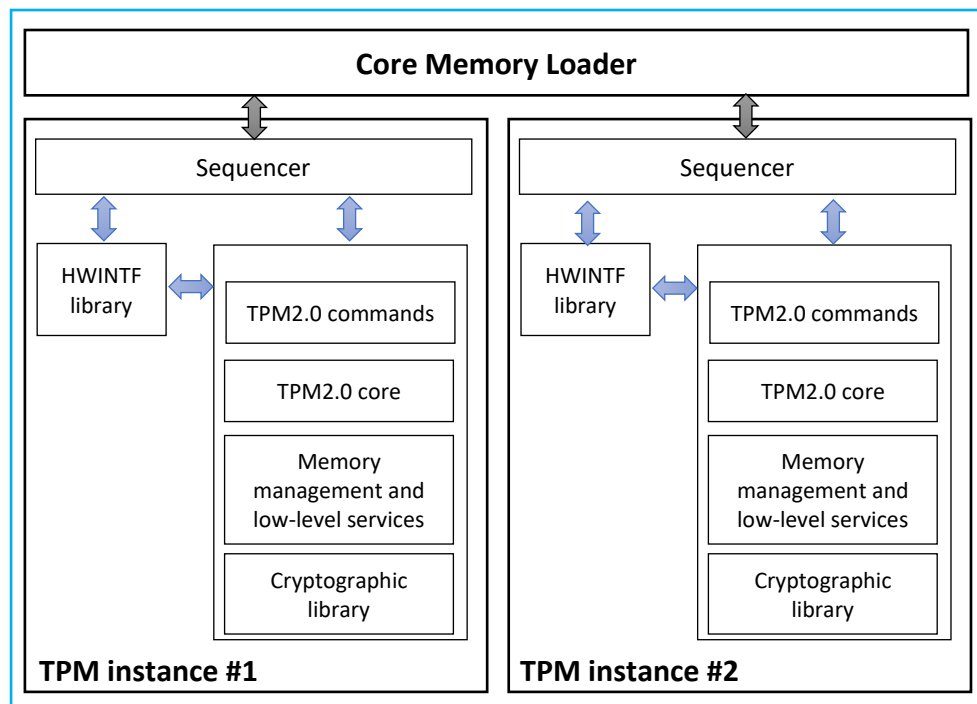 Core Memory Loader
Sequencer
HWINTF
library
TPM2.0 commands
TPM2.0 core
Memory
management and
low-level services
Cryptographic
library
TPM instance #1
Sequencer
HWINTF
library
TPM2.0 commands
TPM2.0 core
Memory
management and
low-level services
Cryptographic
library
TPM instance #2